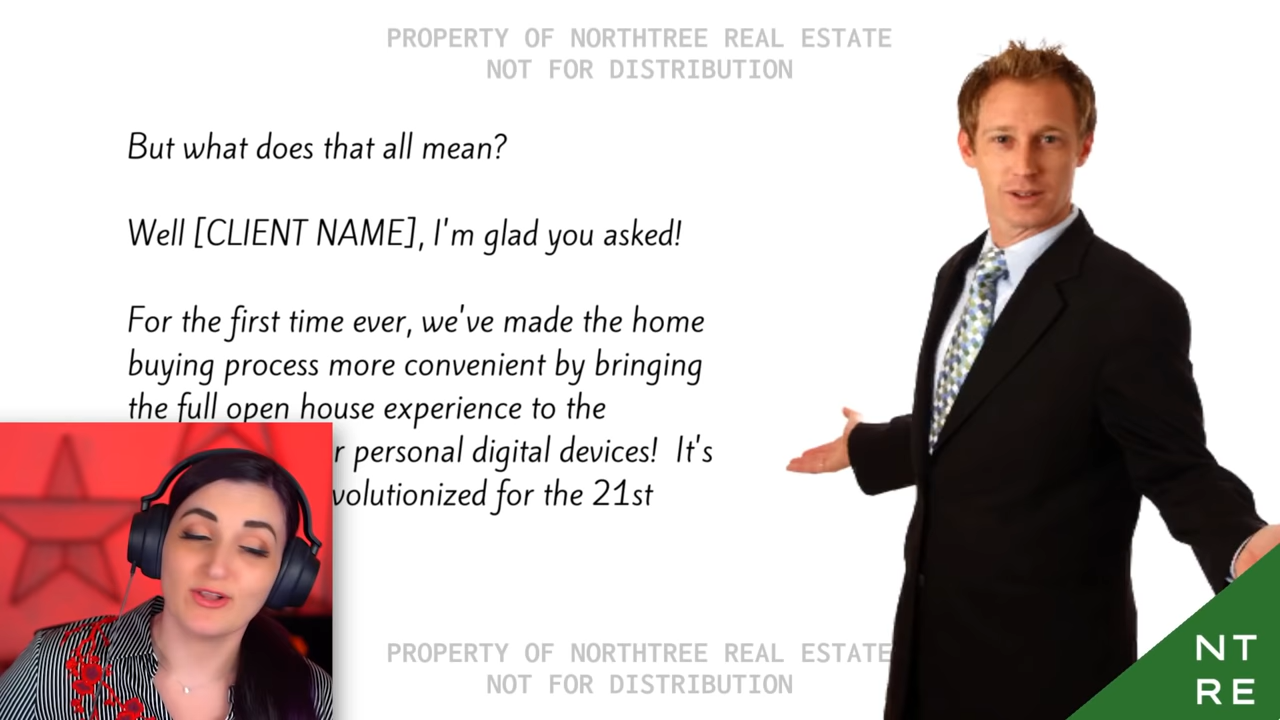 PROPERTY OF NORTHTREE REAL ESTATE
NOT FOR DISTRIBUTION
But what does that all mean?
Well [CLIENT NAME], I'm glad you asked!
For the first time ever, we've made the home
buying process more convenient by bringing
the full open house experience to the
personal digital devices! It's
for the 21st
PROPERTY OF NORTHTREE REAL ESTATE
NOT FOR DISTRIBUTION
NT
RE